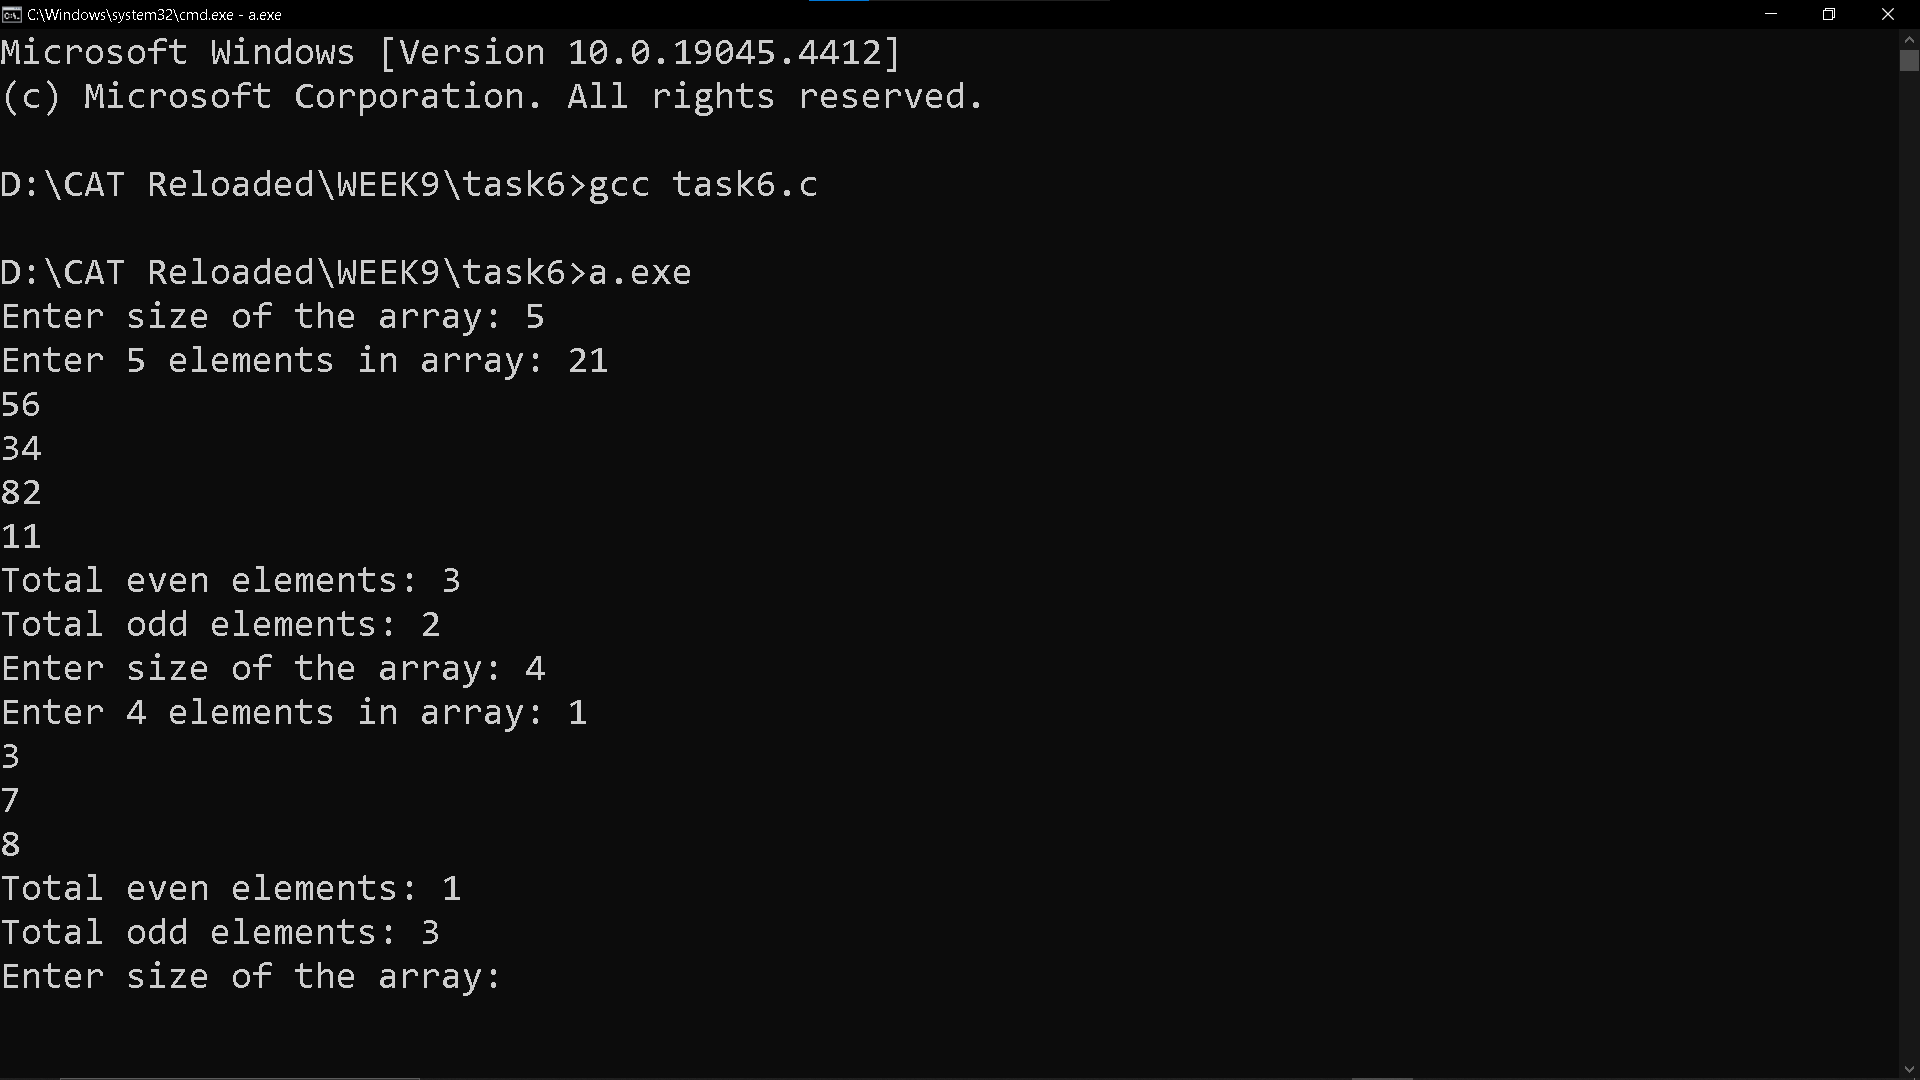 C:\Windows\system32\cmd.exe - a.exe
Microsoft Windows [Version 10.0.19045.4412]
(c) Microsoft Corporation. All rights reserved.
D:\CAT Reloaded\WEEK9\task6>gcc task6.c
D:\CAT Reloaded\WEEK9\task6>a.exe
Enter size of the array: 5
Enter 5 elements in array: 21
56
34
82
11
Total even elements: 3
Total odd elements: 2
Enter size of the array: 4
Enter 4 elements in array: 1
3
7
8
Total even elements: 1
Total odd elements: 3
Enter size of the array: